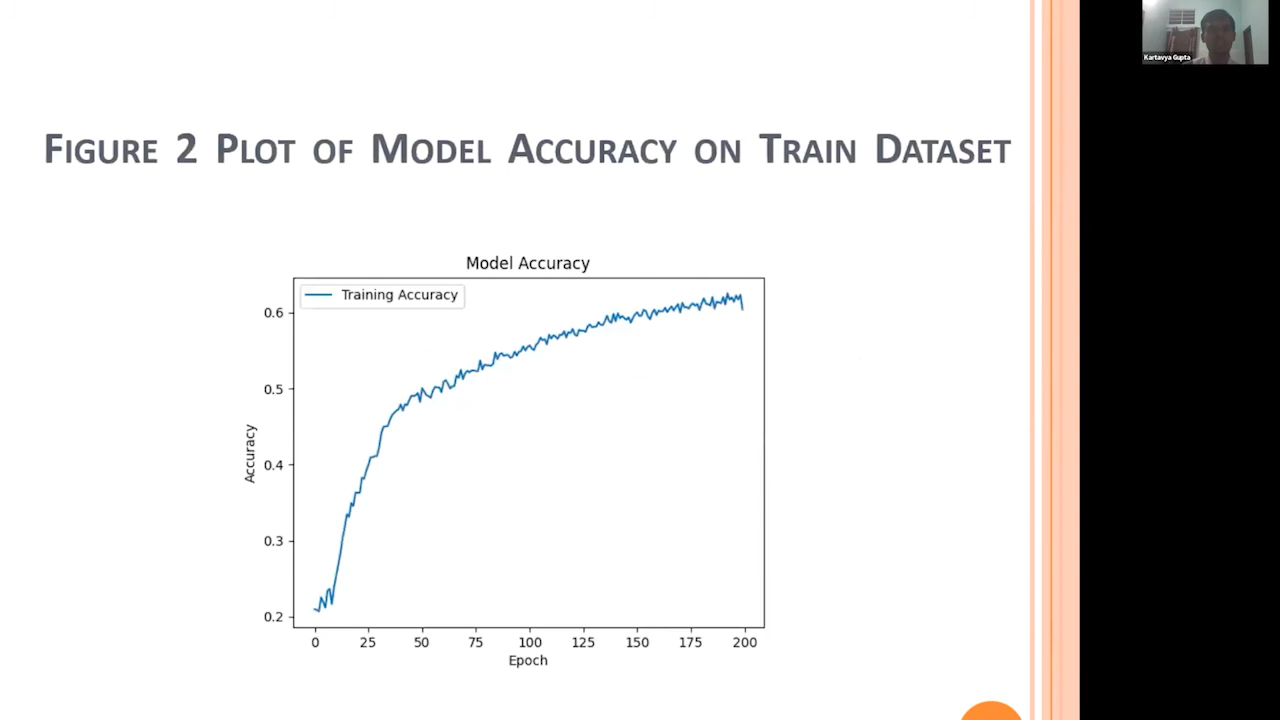 Kartavya Gupta
FIGURE 2 PLOT OF MODEL ACCURACY ON TRAIN DATASET
Model Accuracy
Training Accuracy
0.6
0.5
0.4
0.3
0.2
Accuracy
0 25 50 75 100 125 150 175 200
Epoch